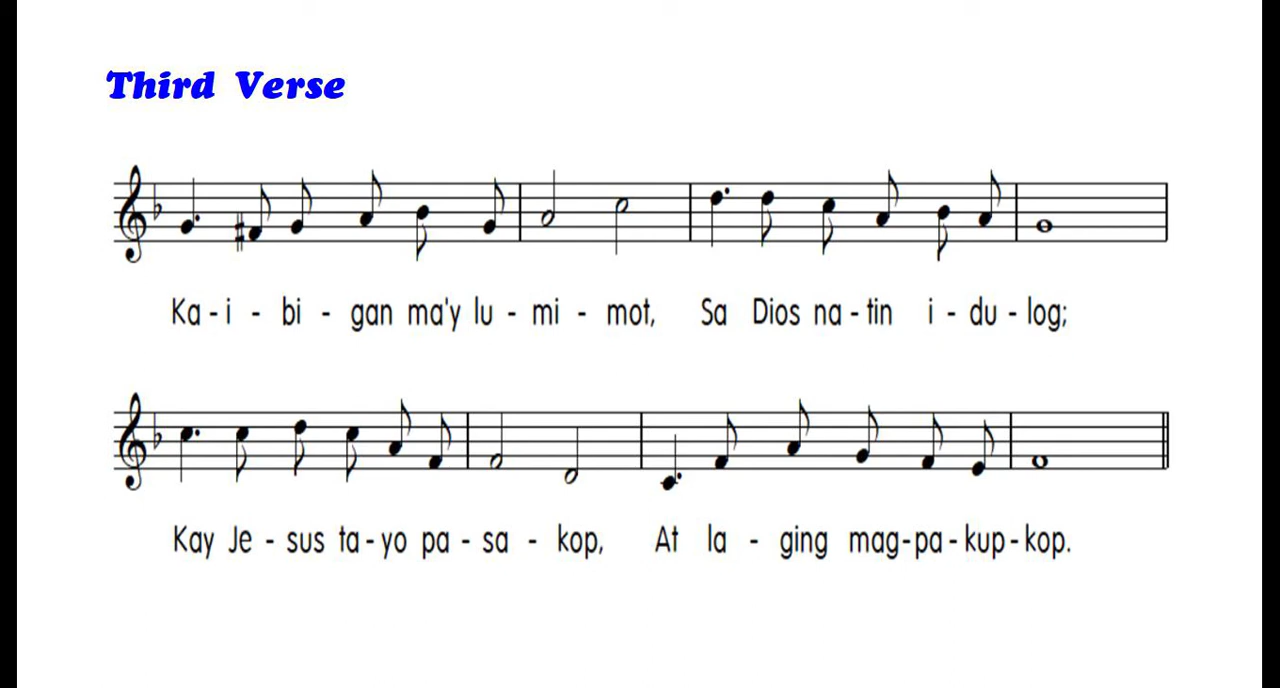 Third Verse
Ka - i - bi - gan ma'y lu - mi - mot, Sa Dios na - tin i - du - log;
Kay Je - sus ta - yo pa - sa - kop, At la - ging mag - pa - kup - kop.